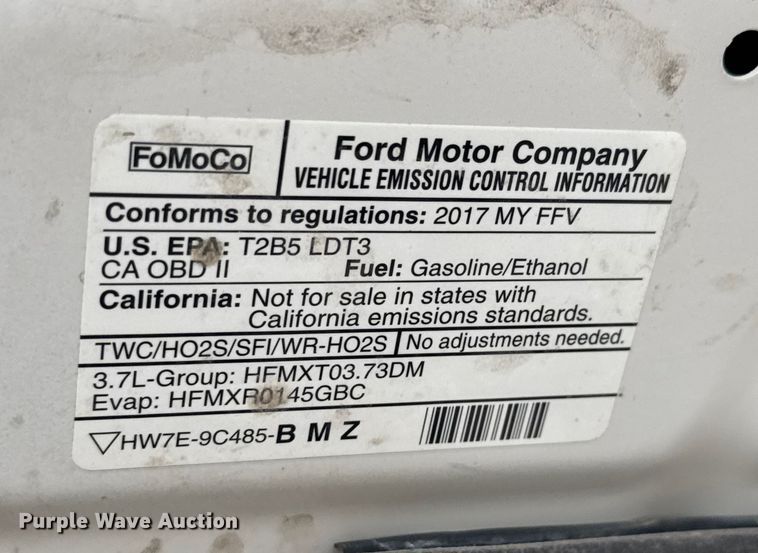 FoMoCo
Ford Motor Company
VEHICLE EMISSION CONTROL INFORMATION
Conforms to regulations: 2017 MY FFV
U.S. EPA: T2B5 LDT3
CA OBD II Fuel: Gasoline/Ethanol
California: Not for sale in states with
California emissions standards.
TWC/HO2S/SFI/WR-HO2S No adjustments needed.
3.7L-Group: HFMXT03.73DM
Evap: HFMXR0145GBC
HW7E-9C485-B M Z
Purple Wave Auction